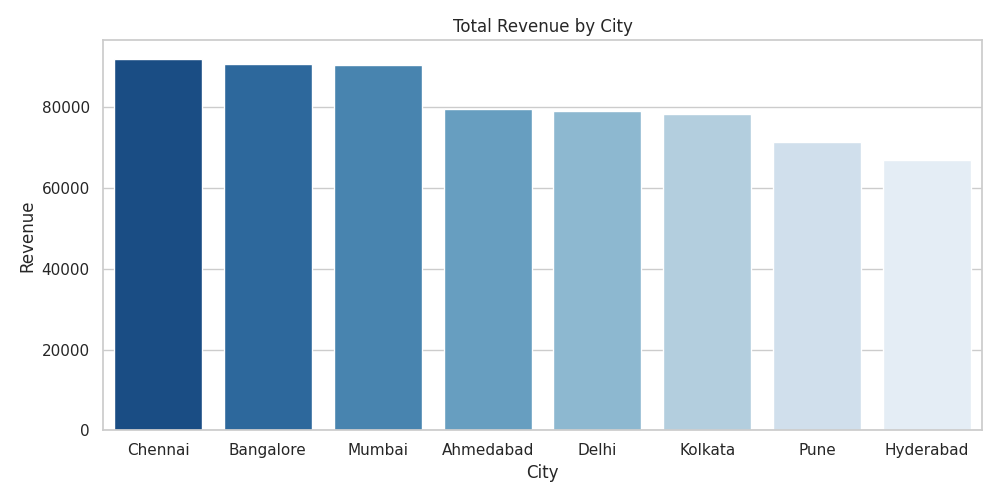 Total Revenue by City
80000
60000
40000
20000
0
Revenue
Chennai Bangalore Mumbai Ahmedabad Delhi Kolkata Pune Hyderabad
City